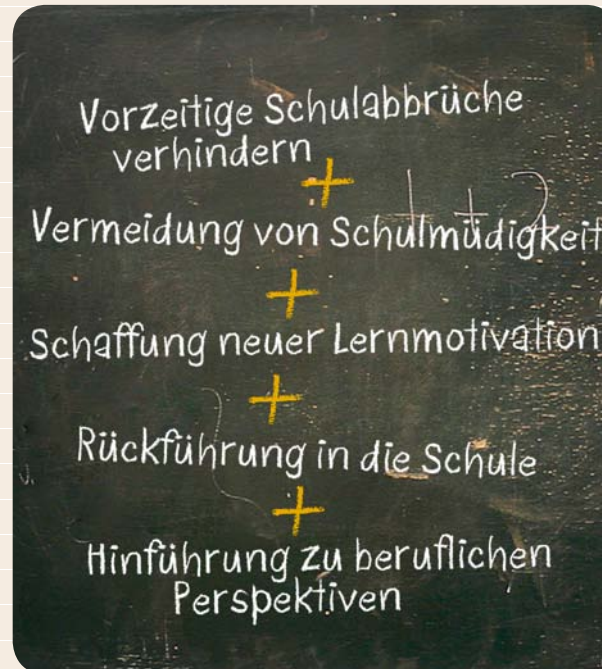 Vorzeitige Schulabbrüche
verhindern
+
Vermeidung von Schulmüdigkeit
+
Schaffung neuer Lernmotivation
+
Rückführung in die Schule
+
Hinführung zu beruflichen
Perspektiven